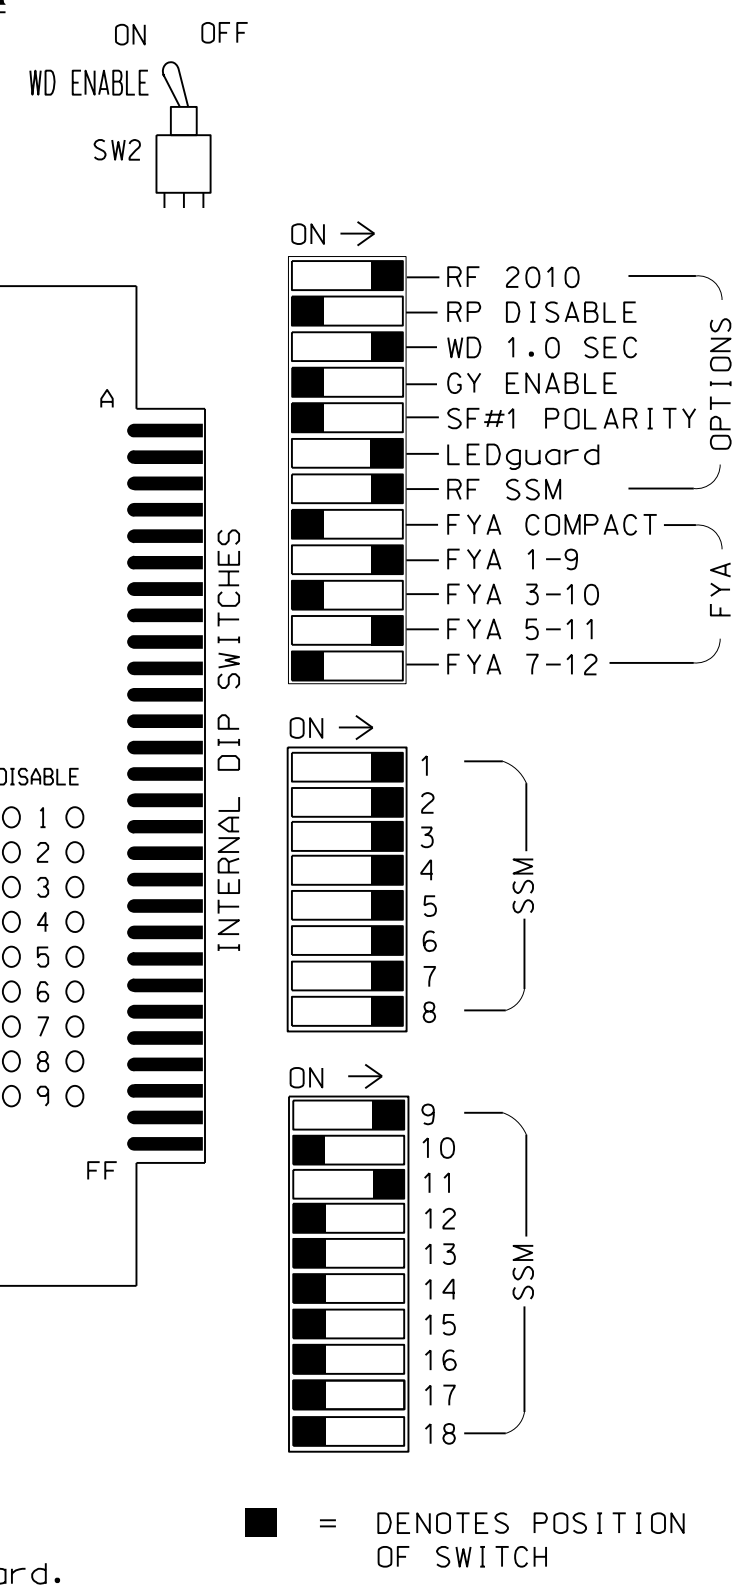 ON OFF
WD ENABLE
SW2
ON
RF 2010
RP DISABLE
WD 1.0 SEC
GY ENABLE
SF#1 POLARITY
LEDguard
RF SSM
OPTIONS
FYA COMPACT
FYA 1-9
FYA 3-10
FYA 5-11
FYA 7-12
FYA
A
INTERNAL DIP SWITCHES
FF
DISABLE
1
2
3
4
5
6
7
8
9
ON
1
2
3
4
5
6
7
8
SSM
ON
9
10
11
12
13
14
15
16
17
18
SSM
= DENOTES POSITION
OF SWITCH
ard.